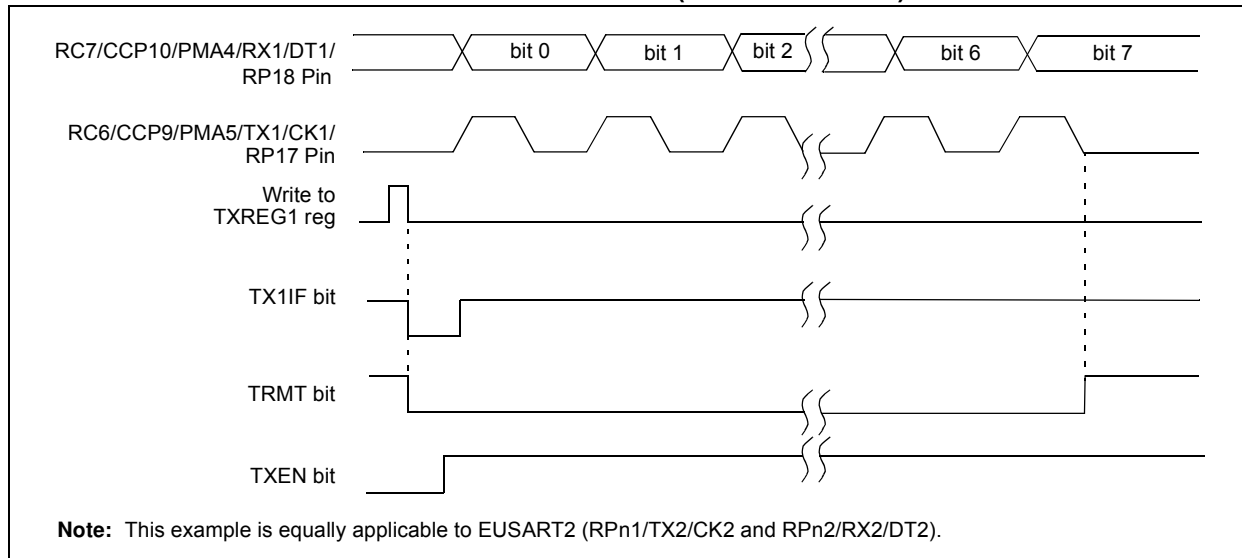 RC7/CCP10/PMA4/RX1/DT1/
RP18 Pin
bit 0
bit 1
bit 2
bit 6
bit 7
RC6/CCP9/PMA5/TX1/CK1/
RP17 Pin
Write to
TXREG1 reg
TX1IF bit
TRMT bit
TXEN bit
Note: This example is equally applicable to EUSART2 (RPn1/TX2/CK2 and RPn2/RX2/DT2).